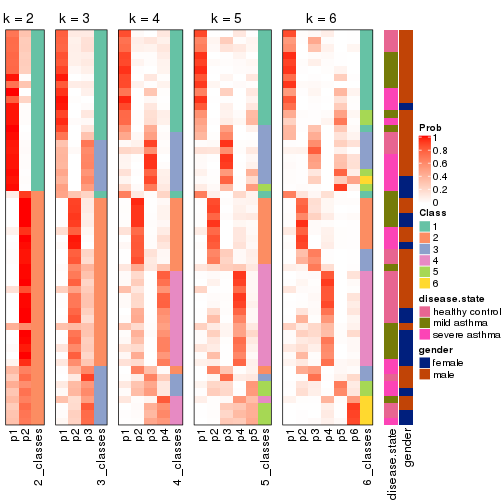 k = 2
k = 3
k = 4
k = 5
k = 6
p1
p2
2_classes
p1
p2
p3
3_classes
p1
p2
p3
p4
4_classes
p1
p2
p3
p4
p5
5_classes
p1
p2
p3
p4
p5
p6
6_classes
disease.state
gender
Prob
1
0.8
0.6
0.4
0.2
0
Class
1
2
3
4
5
6
disease.state
healthy control
mild asthma
severe asthma
gender
female
male